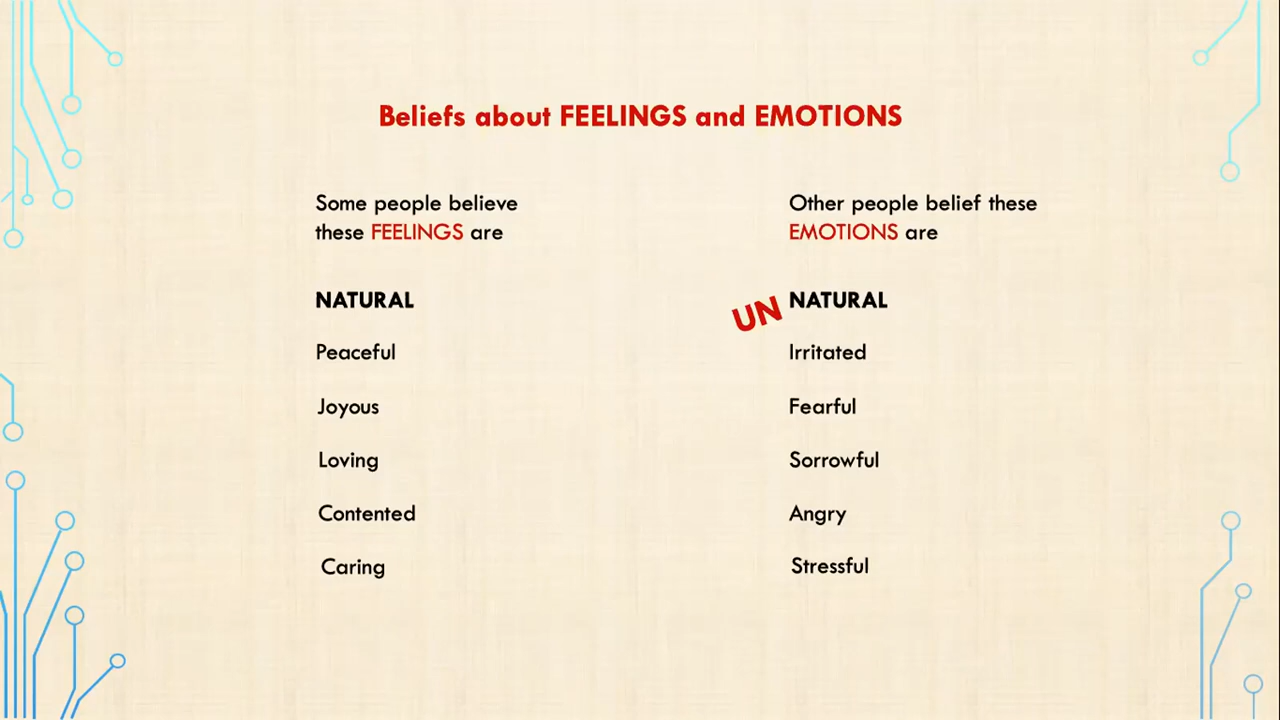 Beliefs about FEELINGS and EMOTIONS
Some people believe
these FEELINGS are
NATURAL
Peaceful
Joyous
Loving
Contented
Caring
Other people belief these
EMOTIONS are
UN NATURAL
Irritated
Fearful
Sorrowful
Angry
Stressful